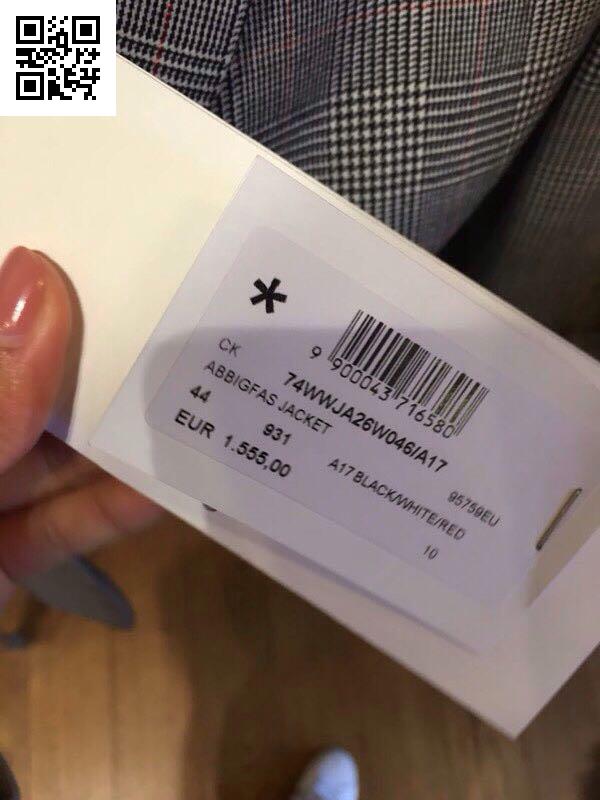 *
9 900043 716580
CK 74WWJA26W046/A17
ABBIGFAS JACKET 95759EU
44 931 A17 BLACK/WHITE/RED
EUR 1.555,00 10